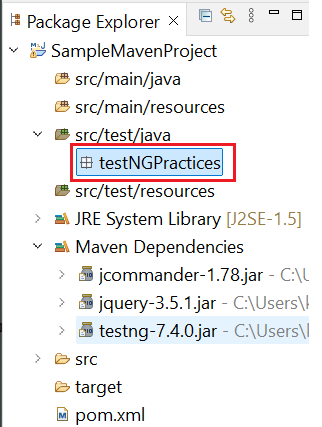 Package Explorer
SampleMavenProject
src/main/java
src/main/resources
src/test/java
testNGPractices
src/test/resources
JRE System Library [J2SE-1.5]
Maven Dependencies
jcommander-1.78.jar - C:\U
jquery-3.5.1.jar - C:\Users\k
testng-7.4.0.jar - C:\Users\
src
target
pom.xml